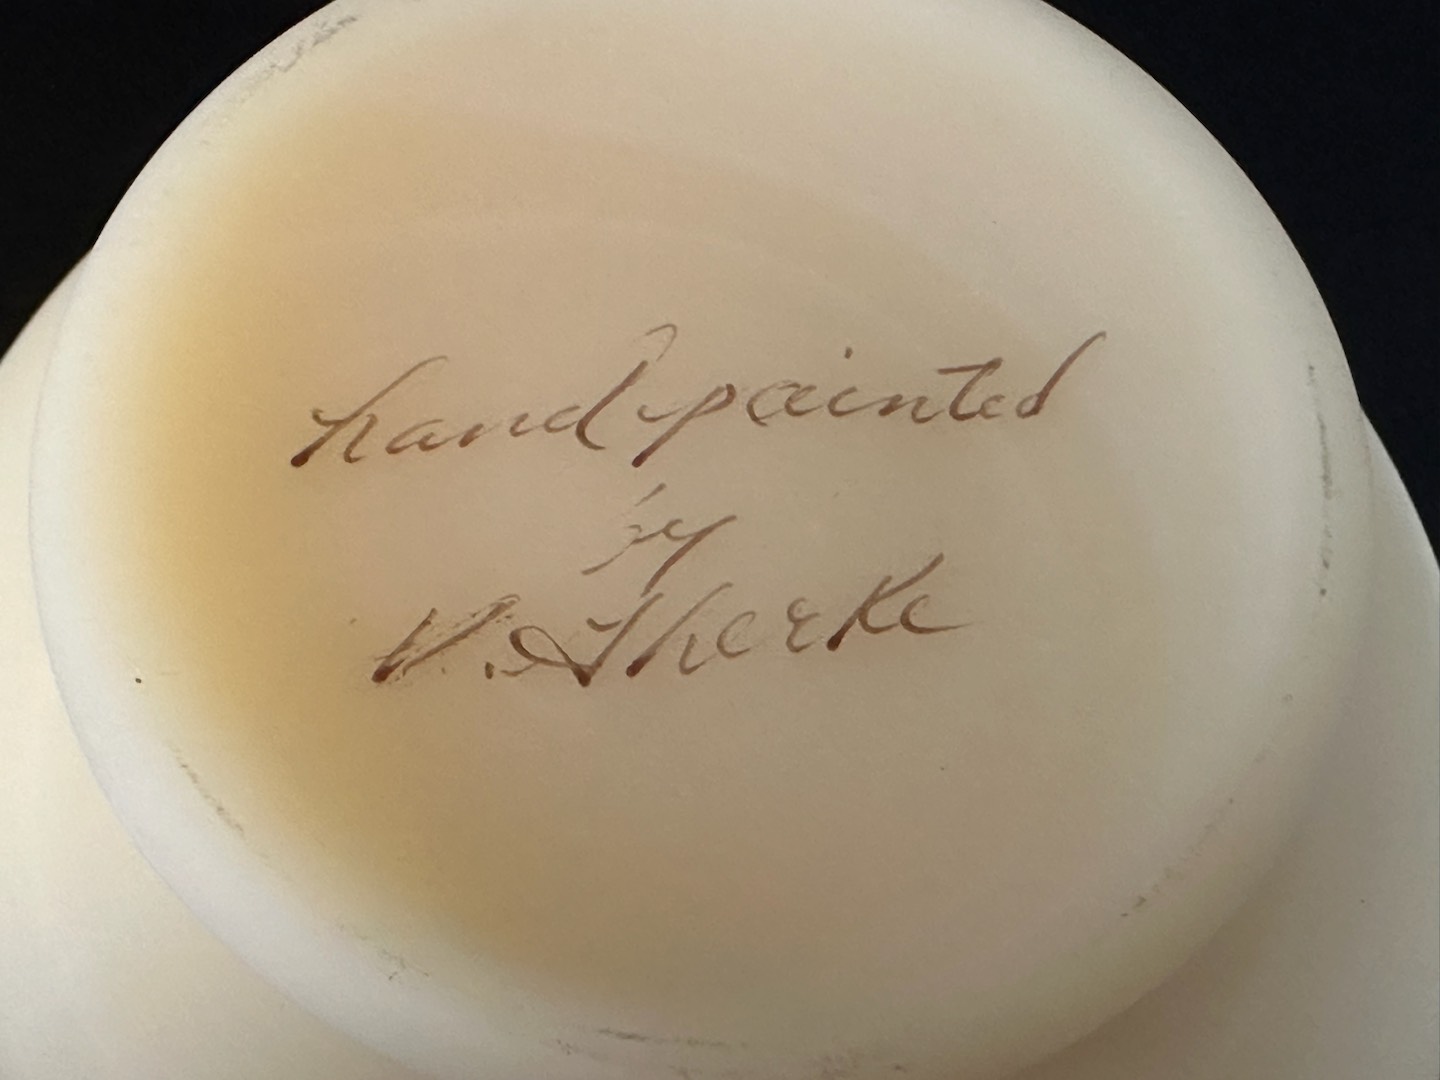 hand painted
by
D. Therke